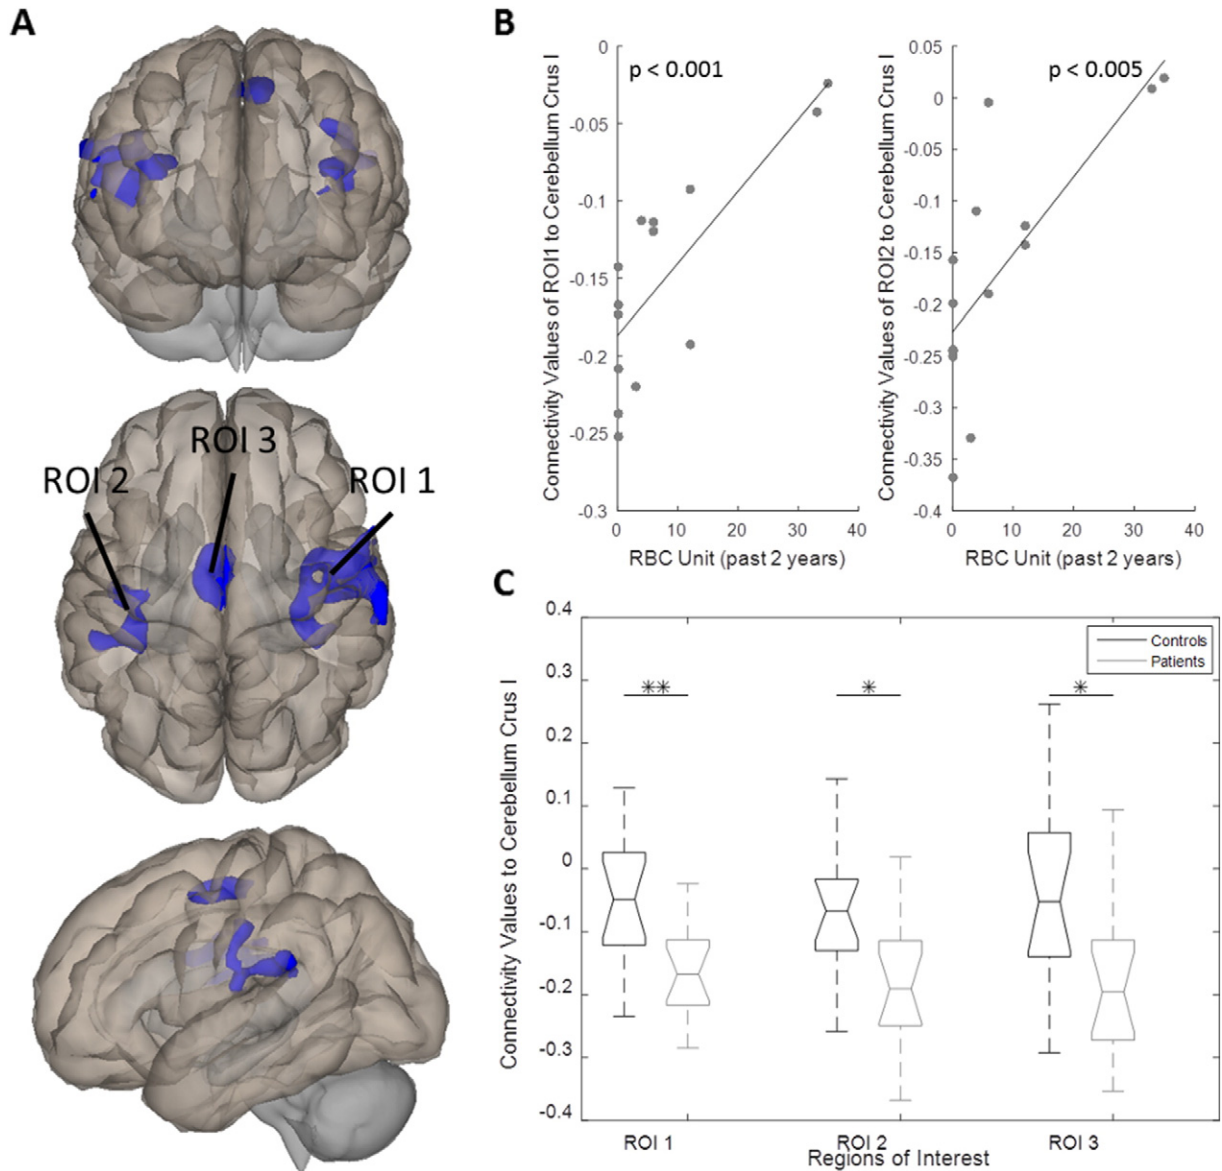 A
ROI 3
ROI 2
ROI 1
B
Connectivity Values of ROI1 to Cerebellum Crus I
0
-0.05
-0.1
-0.15
-0.2
-0.25
-0.3
p < 0.001
0 10 20 30 40
RBC Unit (past 2 years)
Connectivity Values of ROI2 to Cerebellum Crus I
0.05
0
-0.05
-0.1
-0.15
-0.2
-0.25
-0.3
-0.35
-0.4
p < 0.005
0 10 20 30 40
RBC Unit (past 2 years)
C
Connectivity Values to Cerebellum Crus I
0.4
0.3
0.2
0.1
0
-0.1
-0.2
-0.3
-0.4
Controls
Patients
**
*
*
ROI 1 ROI 2 ROI 3
Regions of Interest